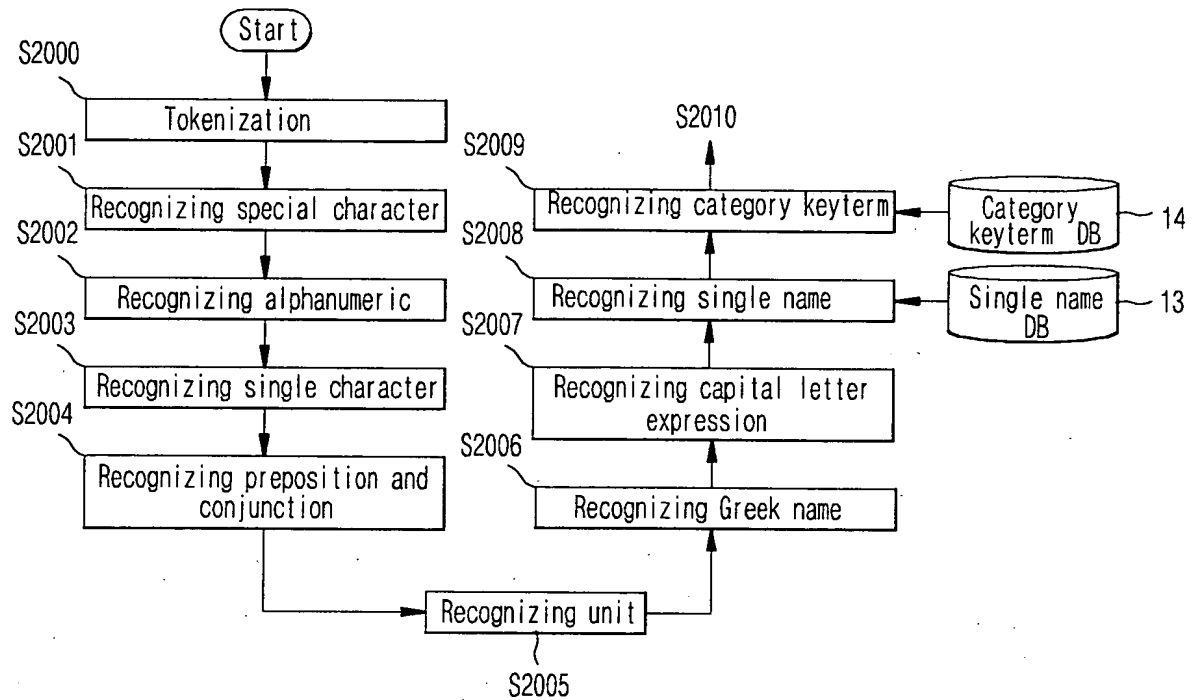 Start
S2000
Tokenization
S2001
Recognizing special character
S2002
Recognizing alphanumeric
S2003
Recognizing single character
S2004
Recognizing preposition and
conjunction
Recognizing unit
S2005
S2006
Recognizing Greek name
S2007
Recognizing capital letter
expression
S2008
Recognizing single name
Single name
DB
13
S2009
Recognizing category keyterm
Category
keyterm DB
14
S2010